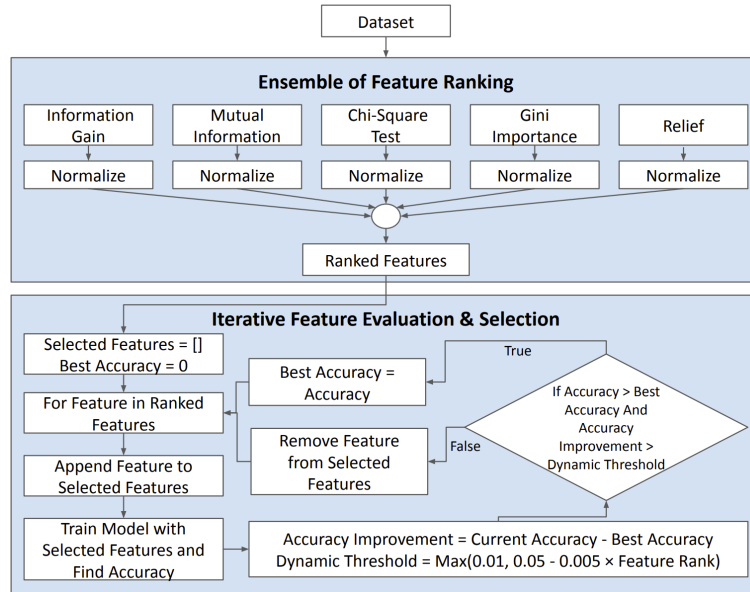 Dataset
Ensemble of Feature Ranking
Information
Gain
Mutual
Information
Chi-Square
Test
Gini
Importance
Relief
Normalize
Normalize
Normalize
Normalize
Normalize
Ranked Features
Iterative Feature Evaluation & Selection
Selected Features = []
Best Accuracy = 0
For Feature in Ranked
Features
Append Feature to
Selected Features
Train Model with
Selected Features and
Find Accuracy
Accuracy Improvement = Current Accuracy - Best Accuracy
Dynamic Threshold = Max(0.01, 0.05 - 0.005 × Feature Rank)
If Accuracy > Best
Accuracy And
Accuracy
Improvement >
Dynamic Threshold
True
Best Accuracy =
Accuracy
False
Remove Feature
from Selected
Features